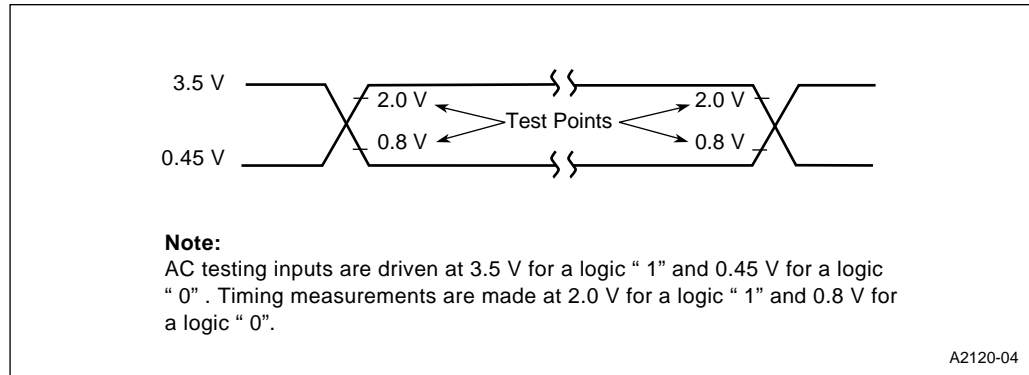 3.5 V
2.0 V
2.0 V
Test Points
0.8 V
0.8 V
0.45 V
Note:
AC testing inputs are driven at 3.5 V for a logic “ 1” and 0.45 V for a logic
“ 0” . Timing measurements are made at 2.0 V for a logic “ 1” and 0.8 V for
a logic “ 0”.
A2120-04